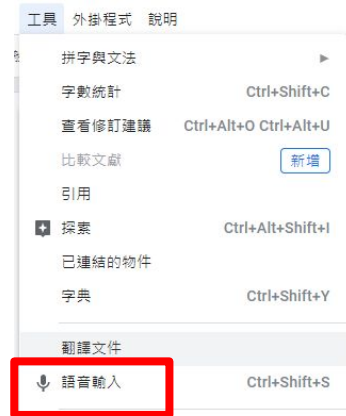 工具 外掛程式 說明
拼字與文法
字數統計 Ctrl+Shift+C
查看修訂建議 Ctrl+Alt+O Ctrl+Alt+U
比較文獻 新增
引用
探索 Ctrl+Alt+Shift+I
已連結的物件
字典 Ctrl+Shift+Y
翻譯文件
語音輸入 Ctrl+Shift+S